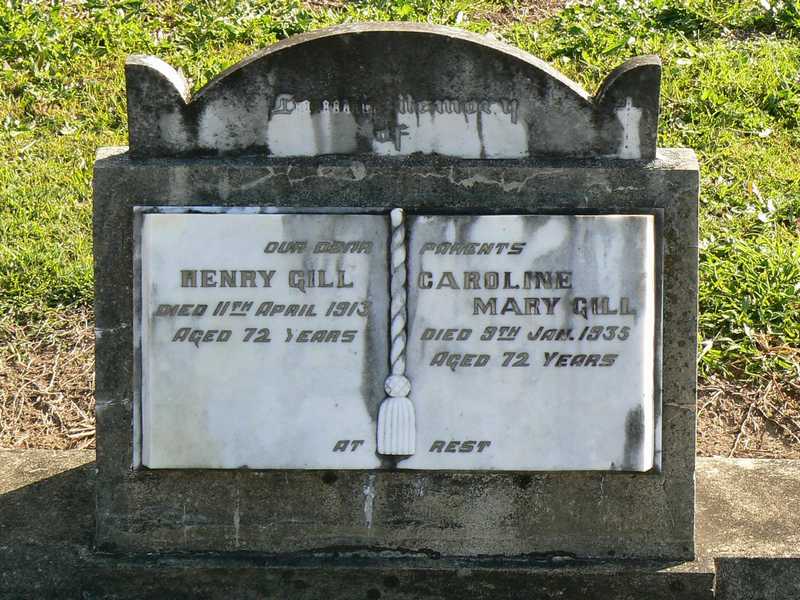 In Loving Memory
of
OUR DEAR PARENTS
HENRY GILL
DIED 11TH APRIL 1913
AGED 72 YEARS
CAROLINE
MARY GILL
DIED 9TH JAN. 1935
AGED 72 YEARS
AT REST